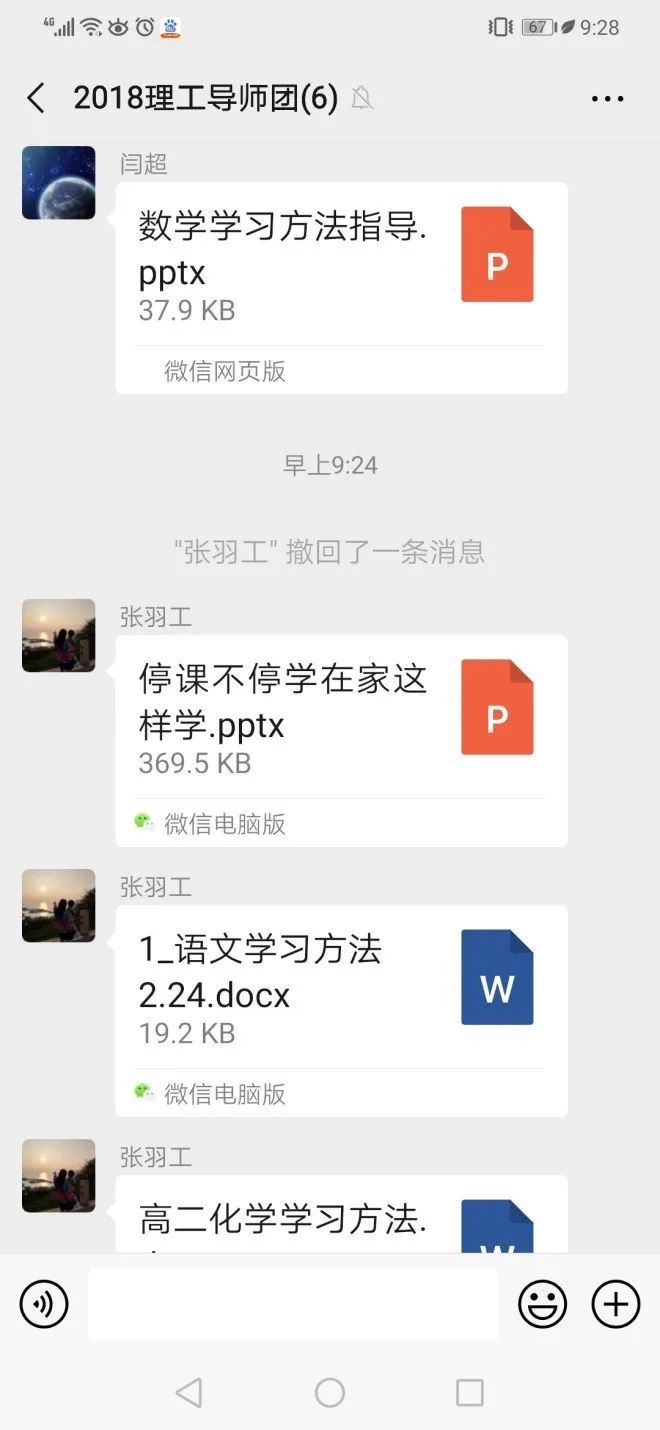 4G 67 9:28
2018理工导师团(6)
闫超
数学学习方法指导.
pptx
P
37.9 KB
微信网页版
早上9:24
"张羽工" 撤回了一条消息
张羽工
停课不停学在家这
样学.pptx
P
369.5 KB
微信电脑版
张羽工
1_语文学习方法
2.24.docx
W
19.2 KB
微信电脑版
张羽工
高二化学学习方法.
W